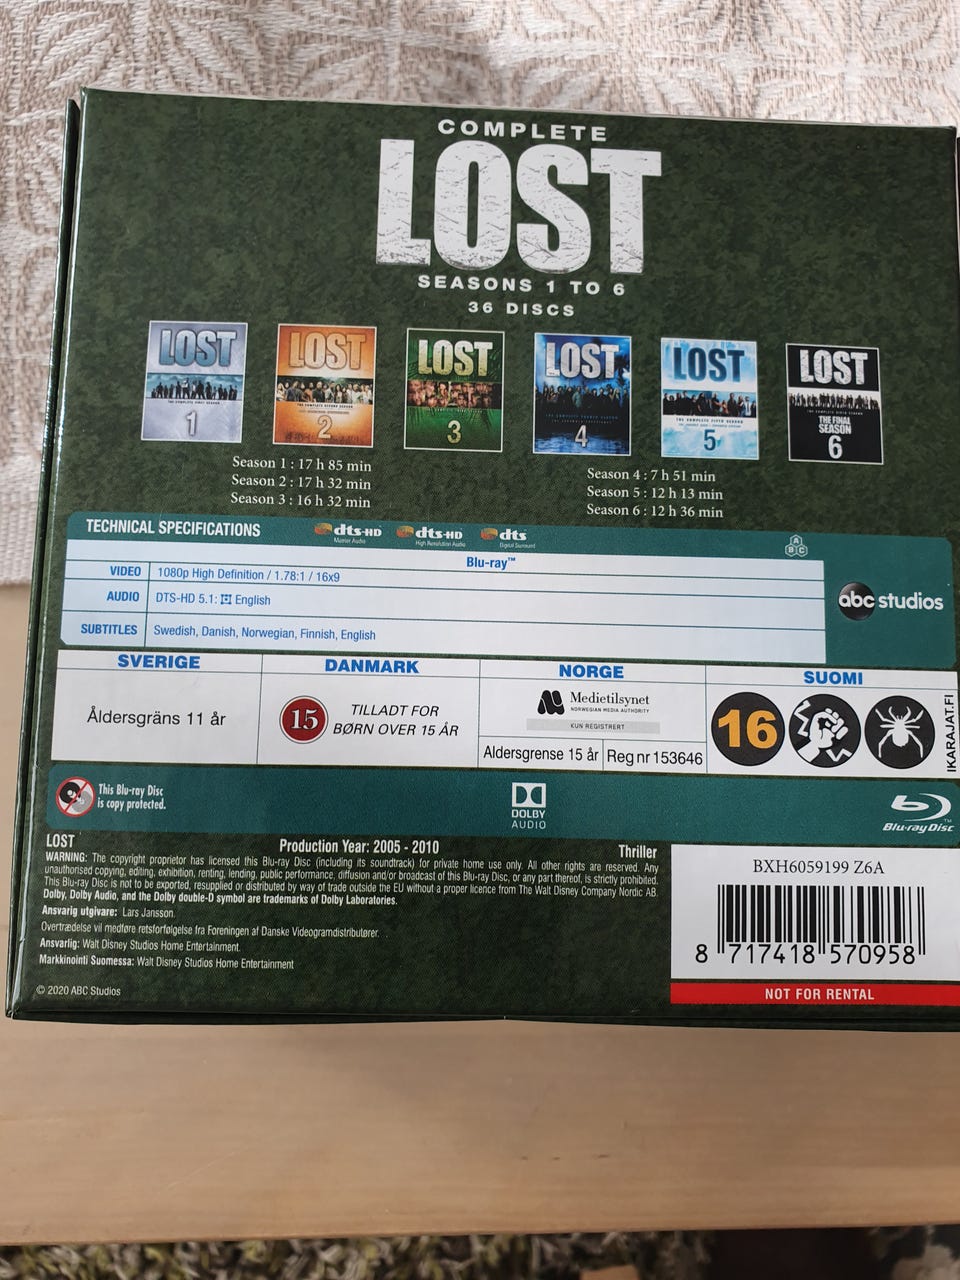 COMPLETE
LOST
SEASONS 1 TO 6
36 DISCS
LOST
THE COMPLETE FIRST SEASON
1
LOST
THE COMPLETE SECOND SEASON
2
LOST
3
LOST
4
LOST
5
LOST
THE FINAL
SEASON
6
Season 1 : 17 h 85 min
Season 2 : 17 h 32 min
Season 3 : 16 h 32 min
Season 4 : 7 h 51 min
Season 5 : 12 h 13 min
Season 6 : 12 h 36 min
TECHNICAL SPECIFICATIONS
dts-HD
Master Audio
dts-HD
High Resolution Audio
dts
Digital Surround
ABC
Blu-ray™
VIDEO 1080p High Definition / 1.78:1 / 16x9
AUDIO DTS-HD 5.1: English
SUBTITLES Swedish, Danish, Norwegian, Finnish, English
abc studios
SVERIGE
Åldersgräns 11 år
DANMARK
15
TILLADT FOR
BØRN OVER 15 ÅR
NORGE
Medietilsynet
NORWEGIAN MEDIA AUTHORITY
KUN REGISTRERT
Aldersgrense 15 år Reg nr 153646
SUOMI
16
IKARAJAT.FI
This Blu-ray Disc
is copy protected.
DOLBY
AUDIO
Blu-ray Disc™
LOST Production Year: 2005 - 2010 Thriller
WARNING: The copyright proprietor has licensed this Blu-ray Disc (including its soundtrack) for private home use only. All other rights are reserved. Any
unauthorised copying, editing, exhibition, renting, lending, public performance, diffusion and/or broadcast of this Blu-ray Disc, or any part thereof, is strictly prohibited.
This Blu-ray Disc is not to be exported, resupplied or distributed by way of trade outside the EU without a proper licence from The Walt Disney Company Nordic AB.
Dolby, Dolby Audio, and the Dolby double-D symbol are trademarks of Dolby Laboratories.
Ansvarig utgivare: Lars Jansson.
Overtrædelse vil medføre retsforfølgelse fra Foreningen af Danske Videogramdistributører.
Ansvarlig: Walt Disney Studios Home Entertainment.
Markkinointi Suomessa: Walt Disney Studios Home Entertainment
© 2020 ABC Studios
BXH6059199 Z6A
8 717418 570958
NOT FOR RENTAL